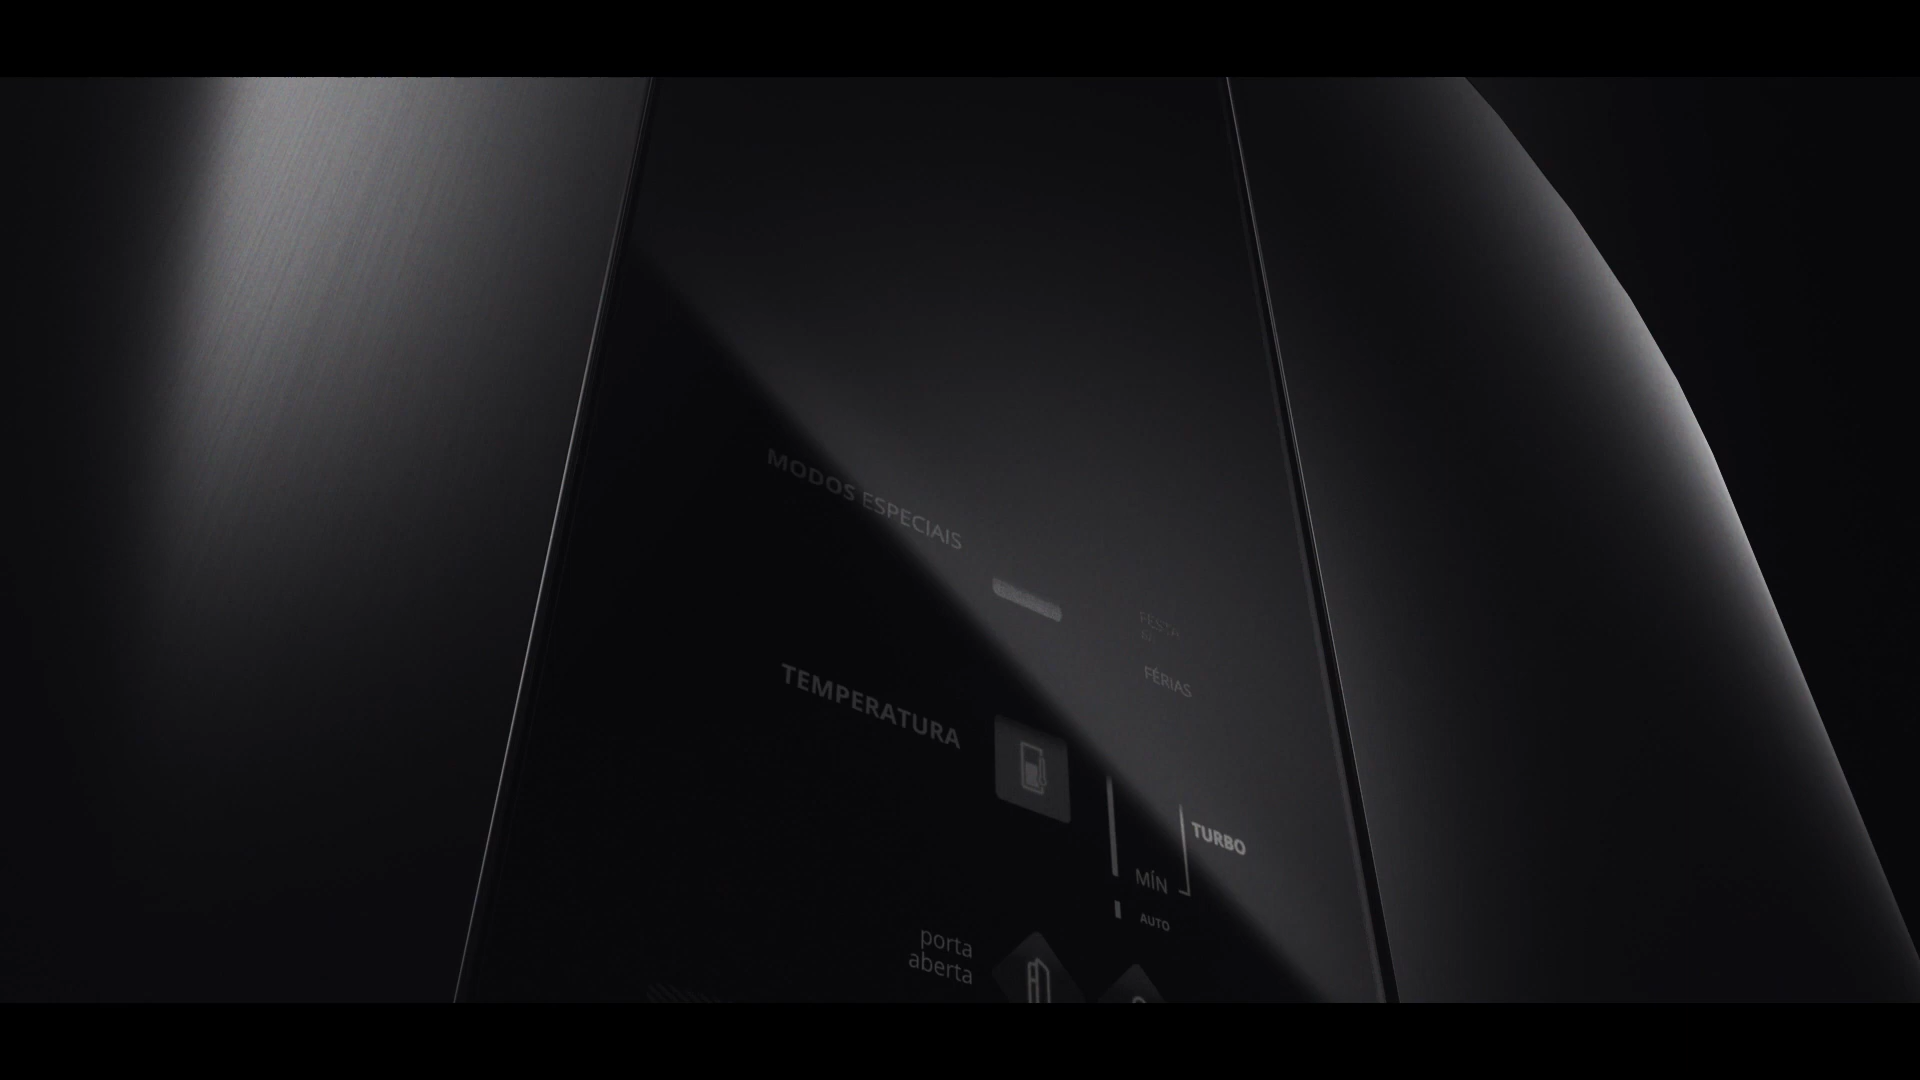 MODOS ESPECIAIS
FESTA
FÉRIAS
TEMPERATURA
TURBO
MÍN
AUTO
porta
aberta